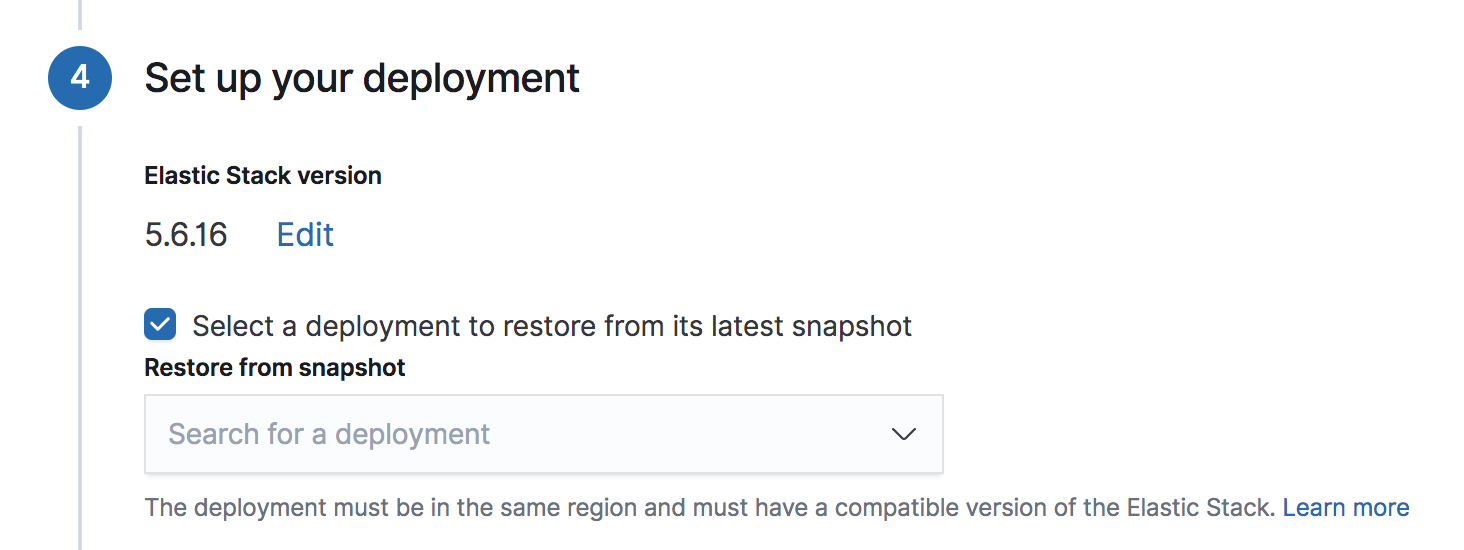 4 Set up your deployment
Elastic Stack version
5.6.16 Edit
Select a deployment to restore from its latest snapshot
Restore from snapshot
Search for a deployment
The deployment must be in the same region and must have a compatible version of the Elastic Stack. Learn more